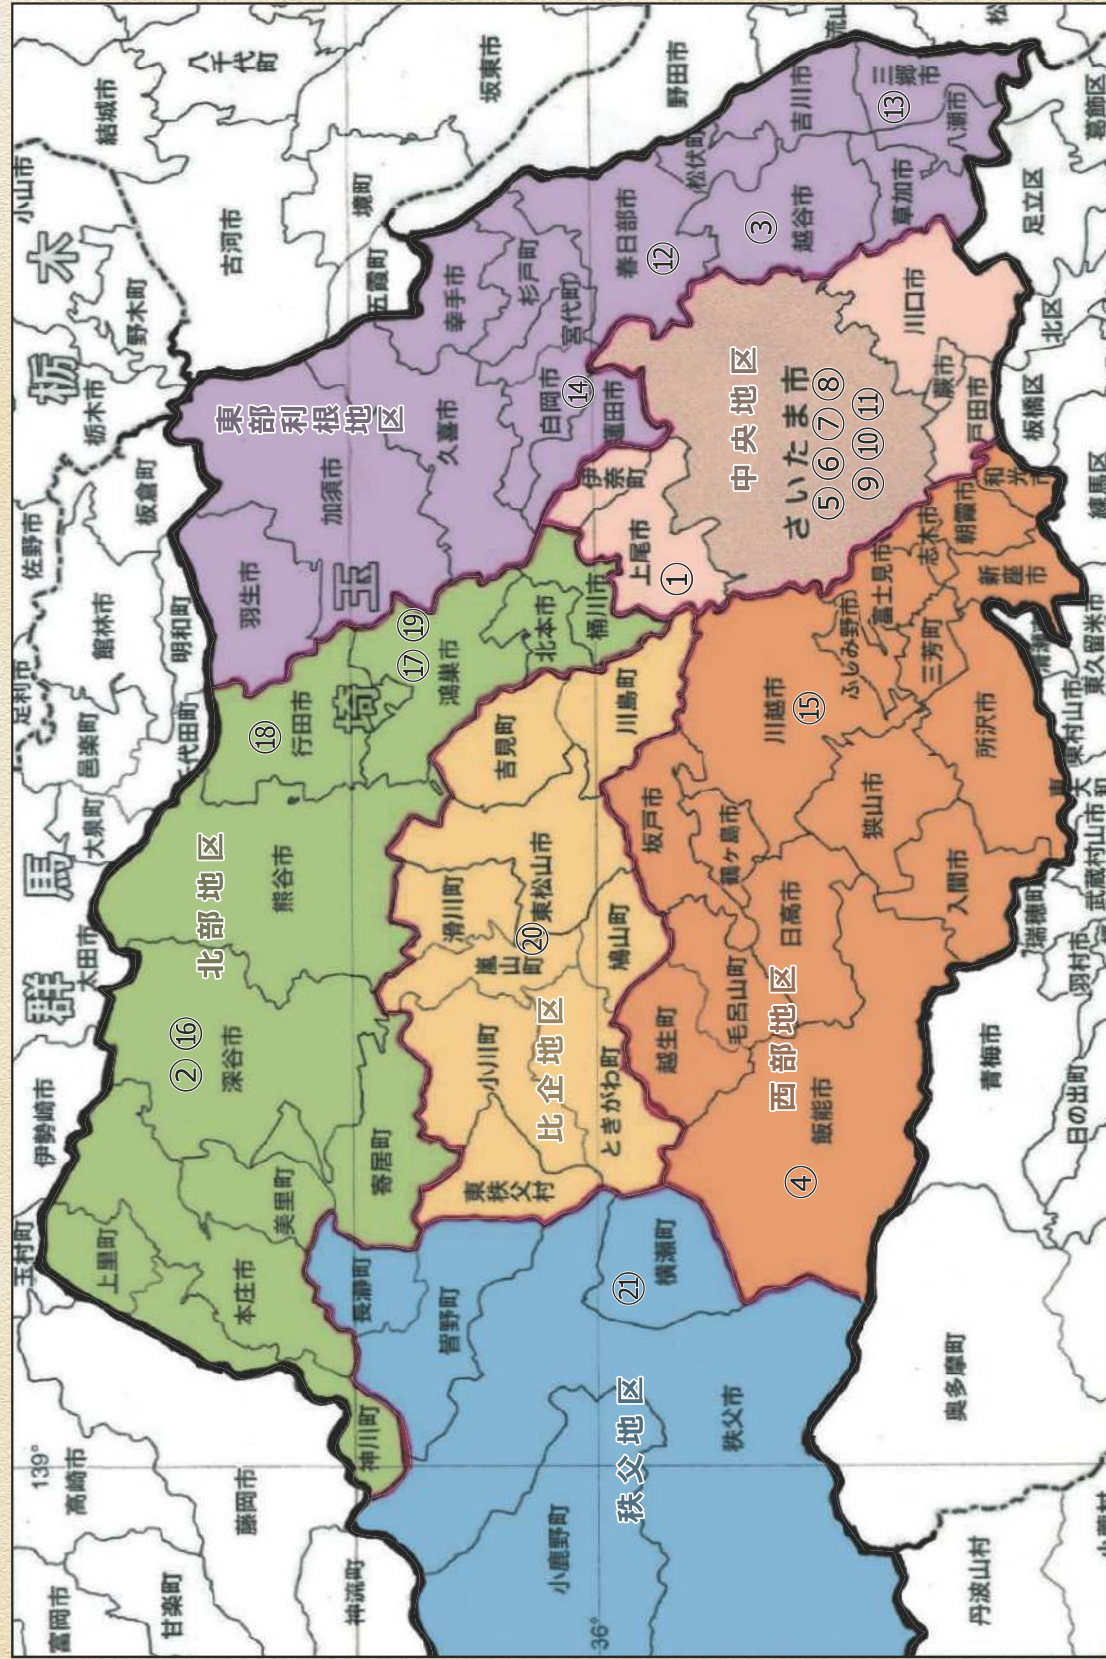 栃木
群馬
埼玉
東部利根地区
中央地区
北部地区
比企地区
西部地区
秩父地区
富岡市
高崎市
139°
玉村町
伊勢崎市
太田市
大泉町
邑楽町
足利市
館林市
佐野市
板倉町
栃木市
野木町
小山市
結城市
八千代町
甘楽町
藤岡市
明和町
古河市
坂東市
神流町
五霞町
境町
野田市
上里町
本庄市
美里町
神川町
深谷市
② ⑯
寄居町
熊谷市
行田市
⑱
鴻巣市
⑰ ⑲
北本市
桶川市
羽生市
加須市
久喜市
幸手市
杉戸町
宮代町
白岡市
⑭
蓮田市
春日部市
⑫
松伏町
越谷市
③
吉川市
三郷市
⑬
八潮市
草加市
伊奈町
上尾市
①
さいたま市
⑤ ⑥ ⑦ ⑧
⑨ ⑩ ⑪
川口市
蕨市
戸田市
東秩父村
小川町
ときがわ町
嵐山町
⑳
滑川町
東松山市
鳩山町
吉見町
川島町
長瀞町
皆野町
横瀬町
㉑
小鹿野町
秩父市
36°
越生町
毛呂山町
坂戸市
鶴ヶ島市
日高市
飯能市
④
川越市
⑮
狭山市
入間市
所沢市
ふしみ野市
富士見市
三芳町
志木市
朝霞市
新座市
和光市
丹波山村
奥多摩町
青梅市
日の出町
羽村市
瑞穂町
武蔵村山市
東村山市
東久留米市
練馬区
板橋区
北区
足立区
葛飾区